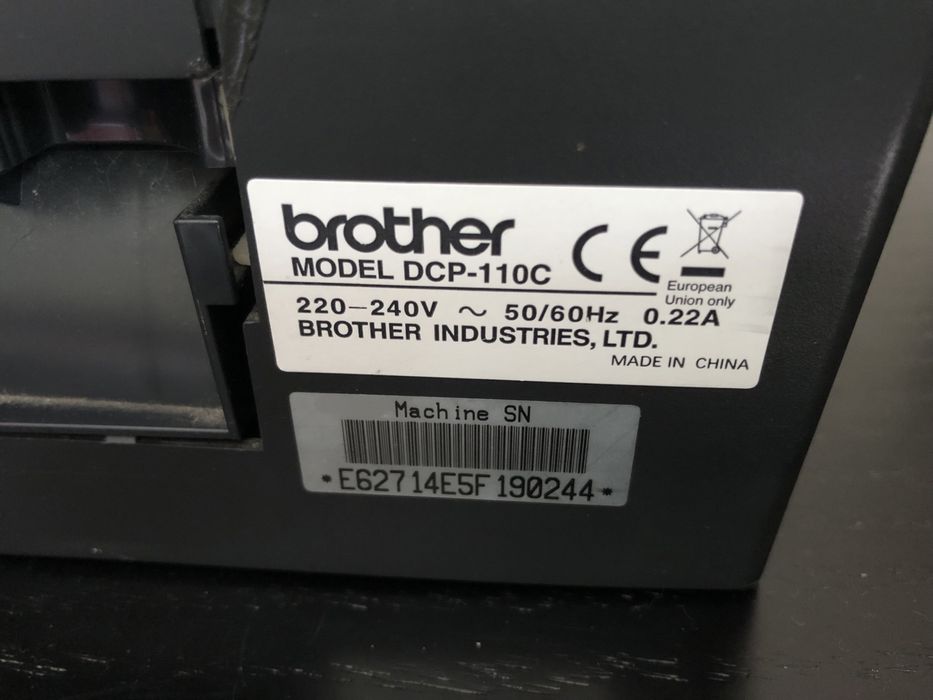 brother
MODEL DCP-110C
CE
European
Union only
220-240V ~ 50/60Hz 0.22A
BROTHER INDUSTRIES, LTD.
MADE IN CHINA
Machine SN
*E62714E5F190244*